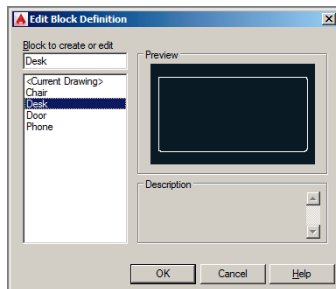 Edit Block Definition
Block to create or edit
Desk
<Current Drawing>
Chair
Desk
Door
Phone
Preview
Description
OK
Cancel
Help